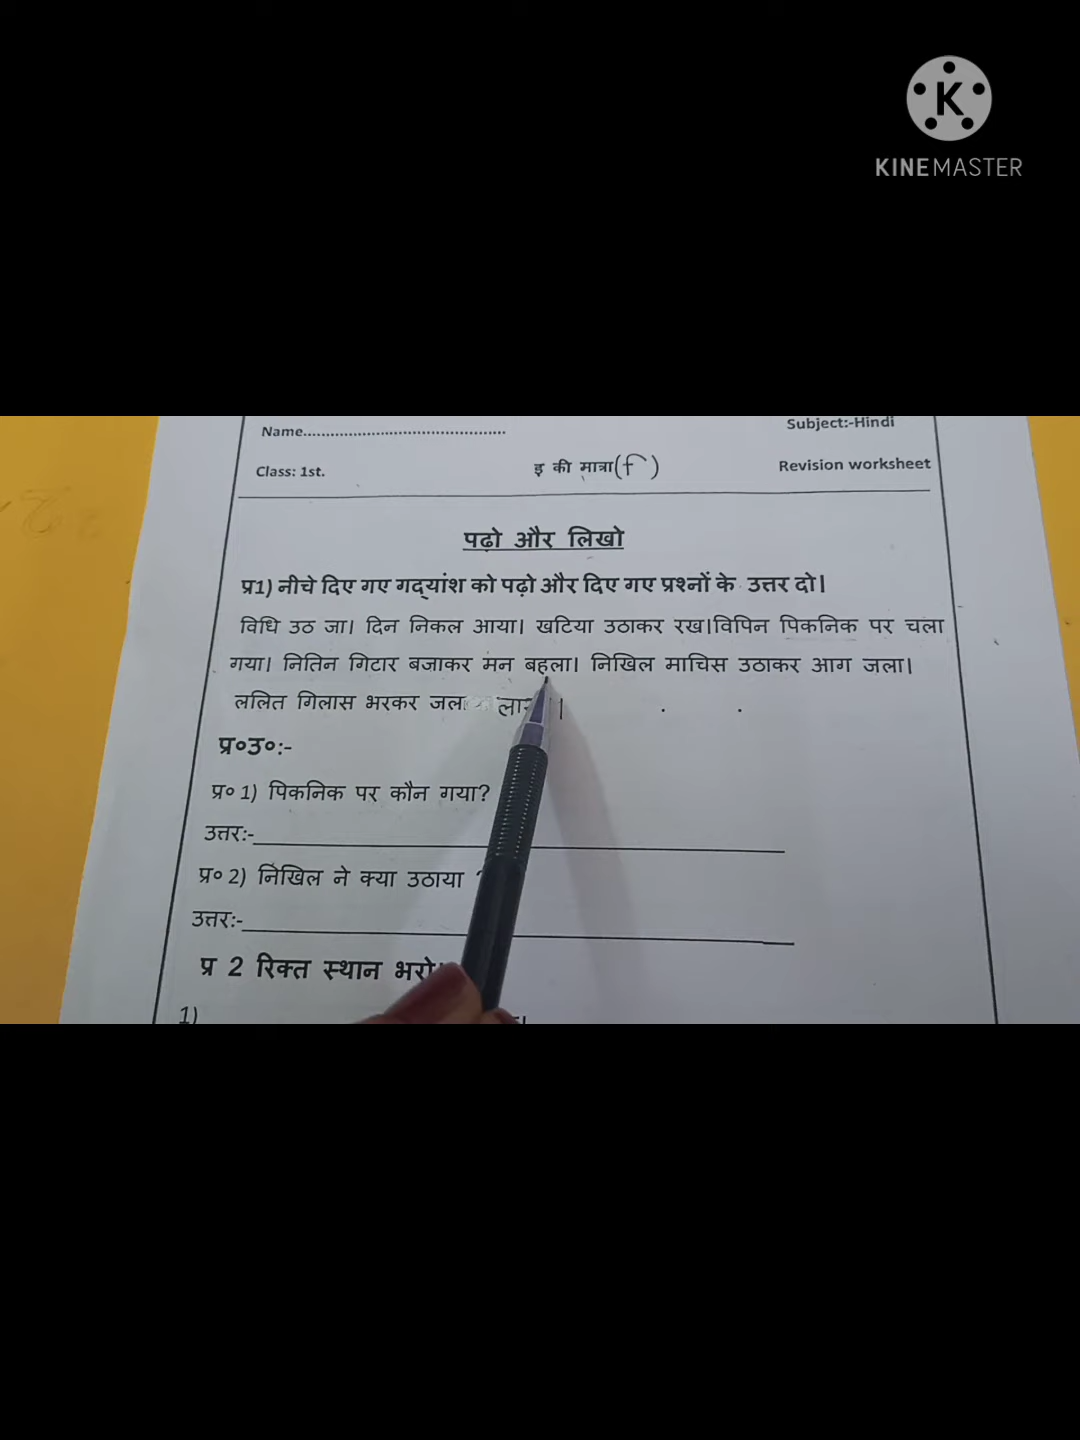 K
KINEMASTER
Name............................................
Subject:-Hindi
Class: 1st.
इ की मात्रा(ि)
Revision worksheet
पढ़ो और लिखो
प्र1) नीचे दिए गए गद्यांश को पढ़ो और दिए गए प्रश्नों के उत्तर दो।
विधि उठ जा। दिन निकल आया। खटिया उठाकर रख।विपिन पिकनिक पर चला
गया। नितिन गिटार बजाकर मन बहला। निखिल माचिस उठाकर आग जला।
ललित गिलास भरकर जल
प्र०उ०:-
प्र० 1) पिकनिक पर कौन गया?
उत्तर:-
प्र० 2) निखिल ने क्या उठाया
उत्तर:-
प्र 2 रिक्त स्थान भरो
1)